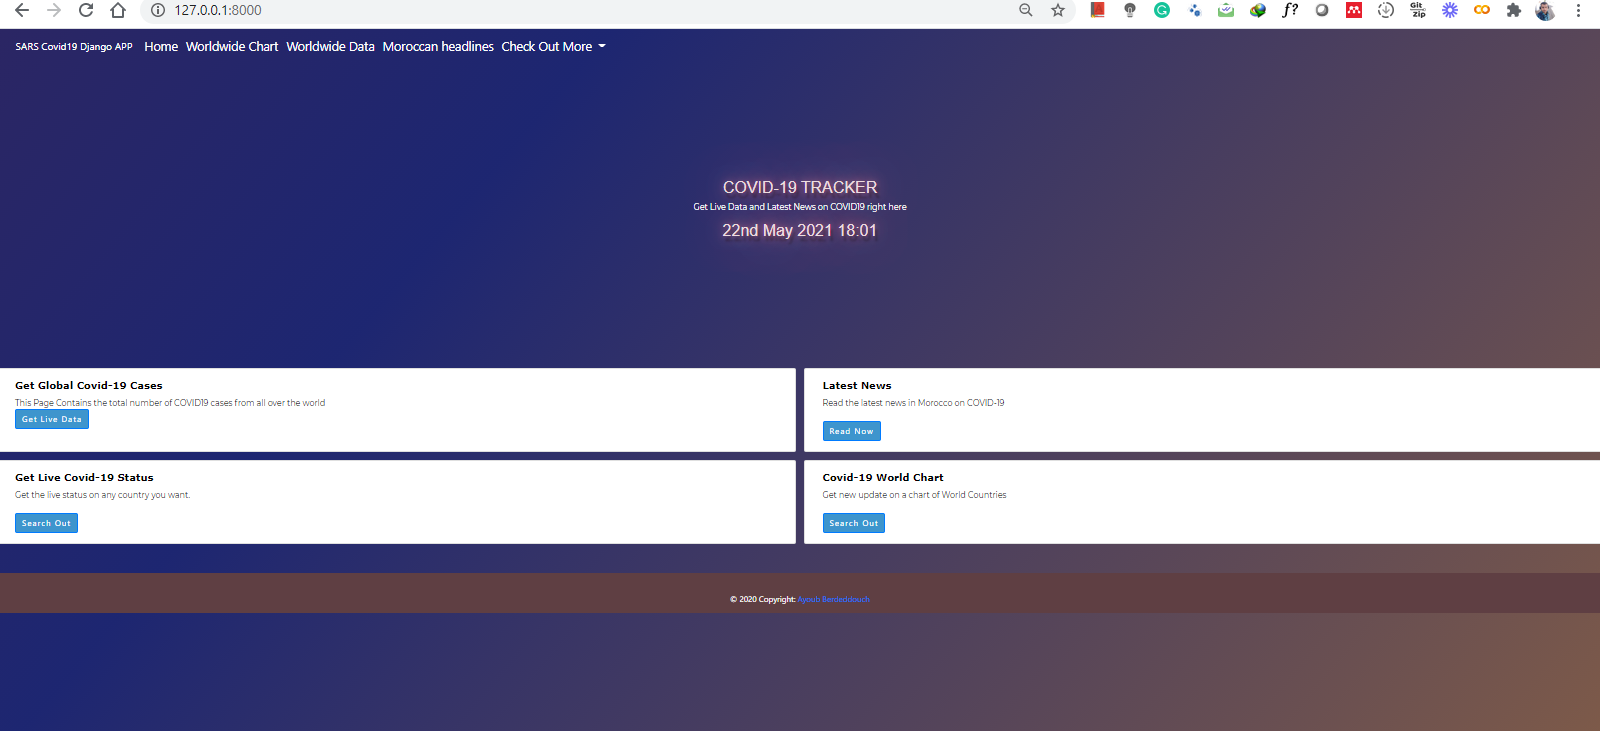 127.0.0.1:8000
f?
Git
Zip
SARS Covid19 Django APP Home Worldwide Chart Worldwide Data Moroccan headlines Check Out More
COVID-19 TRACKER
Get Live Data and Latest News on COVID19 right here
22nd May 2021 18:01
Get Global Covid-19 Cases
This Page Contains the total number of COVID19 cases from all over the world
Get Live Data
Latest News
Read the latest news in Morocco on COVID-19
Read Now
Get Live Covid-19 Status
Get the live status on any country you want.
Search Out
Covid-19 World Chart
Get new update on a chart of World Countries
Search Out
© 2020 Copyright: Ayoub Berdeddouch